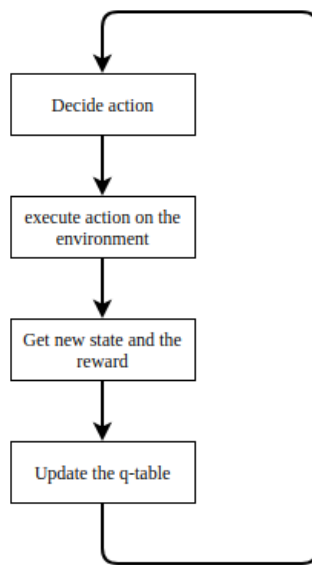 Decide action
execute action on the
environment
Get new state and the
reward
Update the q-table